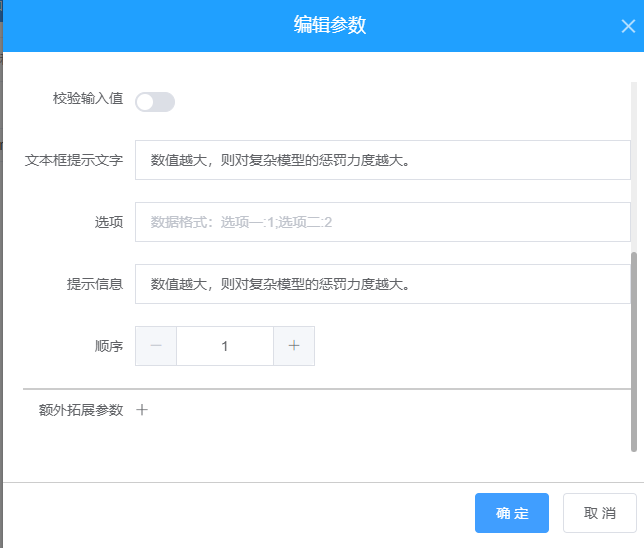 编辑参数
校验输入值
文本框提示文字 数值越大，则对复杂模型的惩罚力度越大。
选项 数据格式：选项一:1;选项二:2
提示信息 数值越大，则对复杂模型的惩罚力度越大。
顺序 1
额外拓展参数
确 定 取 消